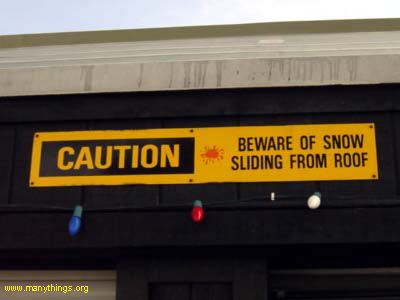 CAUTION
BEWARE OF SNOW
SLIDING FROM ROOF
www.manythings.org